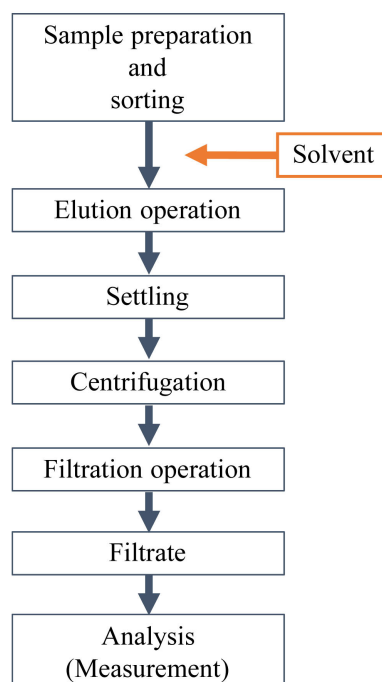 Sample preparation
and
sorting
Solvent
Elution operation
Settling
Centrifugation
Filtration operation
Filtrate
Analysis
(Measurement)